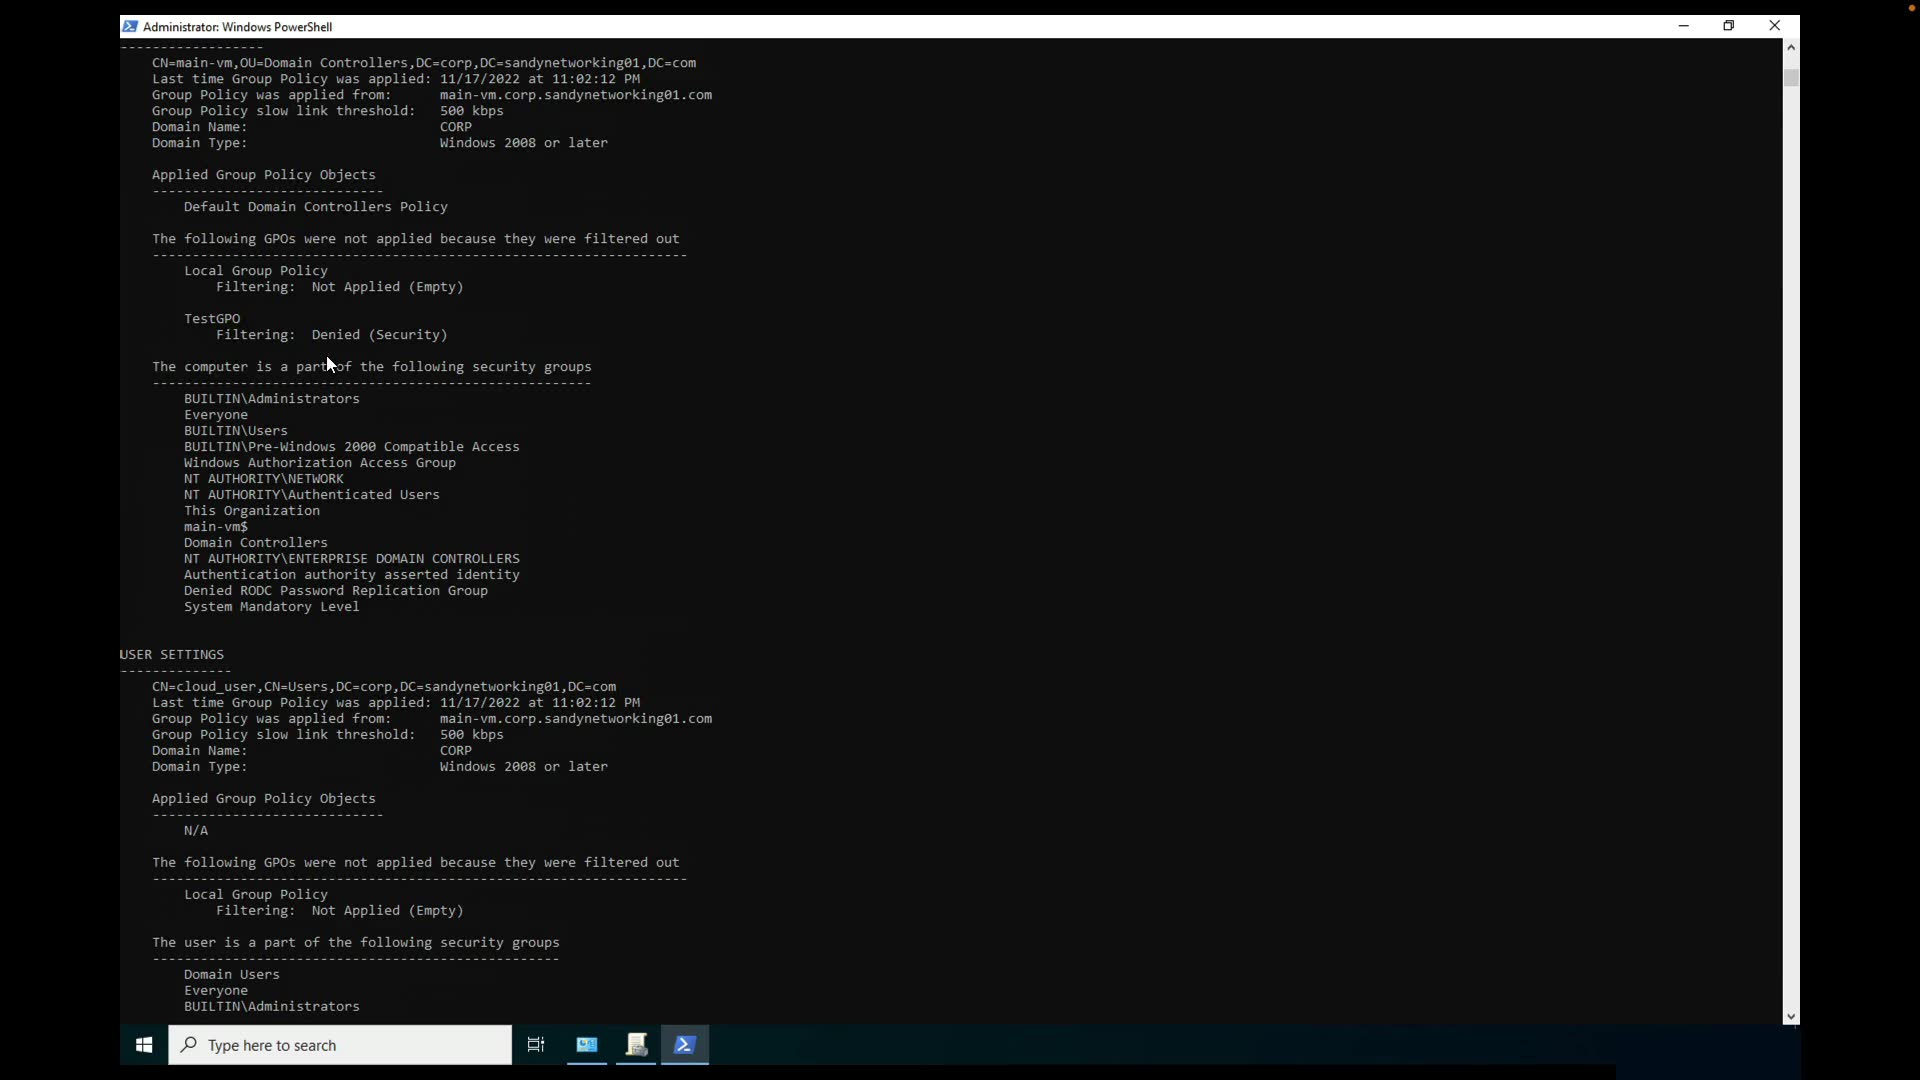 Administrator: Windows PowerShell
------------------
CN=main-vm,OU=Domain Controllers,DC=corp,DC=sandynetworking01,DC=com
Last time Group Policy was applied: 11/17/2022 at 11:02:12 PM
Group Policy was applied from: main-vm.corp.sandynetworking01.com
Group Policy slow link threshold: 500 kbps
Domain Name: CORP
Domain Type: Windows 2008 or later
Applied Group Policy Objects
-----------------------------
Default Domain Controllers Policy
The following GPOs were not applied because they were filtered out
-------------------------------------------------------------------
Local Group Policy
Filtering: Not Applied (Empty)
TestGPO
Filtering: Denied (Security)
The computer is a part of the following security groups
-------------------------------------------------------
BUILTIN\Administrators
Everyone
BUILTIN\Users
BUILTIN\Pre-Windows 2000 Compatible Access
Windows Authorization Access Group
NT AUTHORITY\NETWORK
NT AUTHORITY\Authenticated Users
This Organization
main-vm$
Domain Controllers
NT AUTHORITY\ENTERPRISE DOMAIN CONTROLLERS
Authentication authority asserted identity
Denied RODC Password Replication Group
System Mandatory Level
USER SETTINGS
--------------
CN=cloud_user,CN=Users,DC=corp,DC=sandynetworking01,DC=com
Last time Group Policy was applied: 11/17/2022 at 11:02:12 PM
Group Policy was applied from: main-vm.corp.sandynetworking01.com
Group Policy slow link threshold: 500 kbps
Domain Name: CORP
Domain Type: Windows 2008 or later
Applied Group Policy Objects
-----------------------------
N/A
The following GPOs were not applied because they were filtered out
-------------------------------------------------------------------
Local Group Policy
Filtering: Not Applied (Empty)
The user is a part of the following security groups
---------------------------------------------------
Domain Users
Everyone
BUILTIN\Administrators
Type here to search